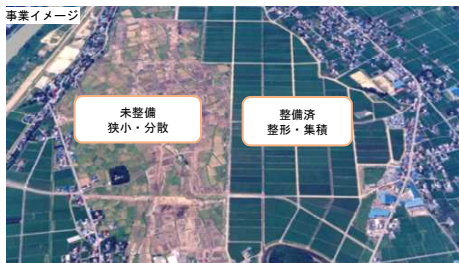 事業イメージ
未整備
狭小・分散
整備済
整形・集積